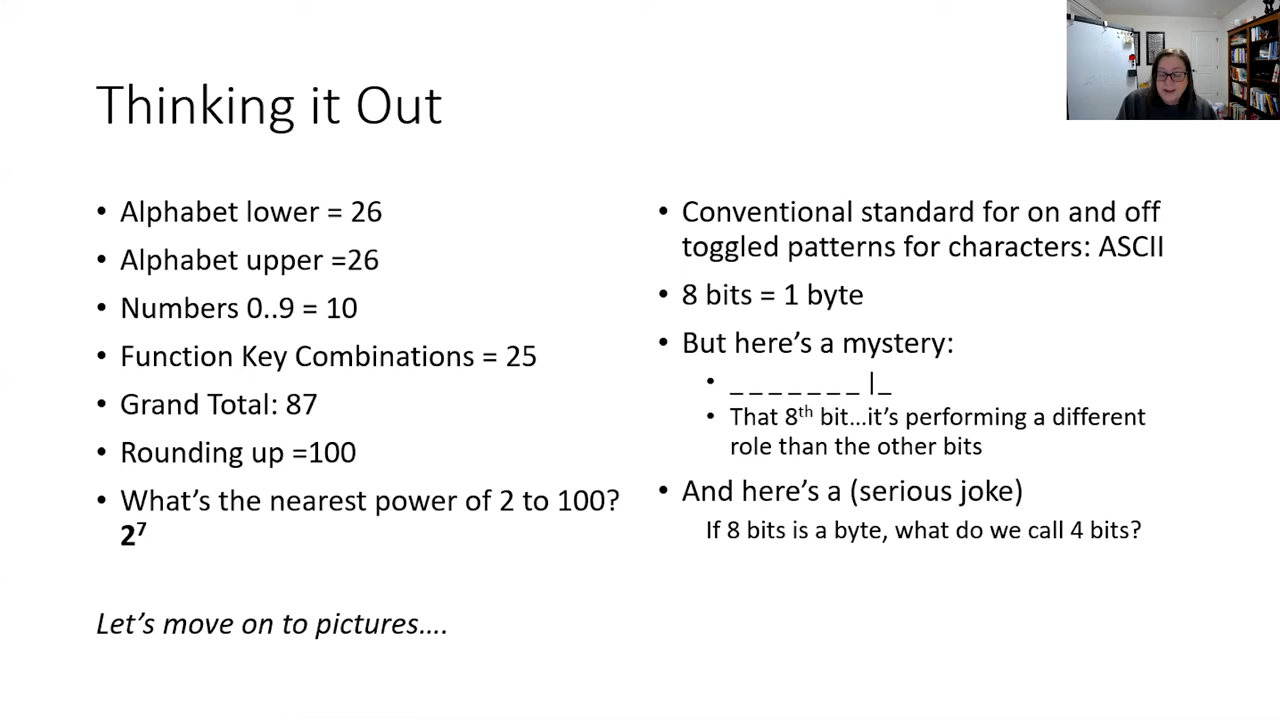 Thinking it Out
• Alphabet lower = 26
• Alphabet upper =26
• Numbers 0..9 = 10
• Function Key Combinations = 25
• Grand Total: 87
• Rounding up =100
• What’s the nearest power of 2 to 100?
2⁷
Let’s move on to pictures….
• Conventional standard for on and off
toggled patterns for characters: ASCII
• 8 bits = 1 byte
• But here’s a mystery:
• _ _ _ _ _ _ _ |_
• That 8ᵗʰ bit…it’s performing a different
role than the other bits
• And here’s a (serious joke)
If 8 bits is a byte, what do we call 4 bits?